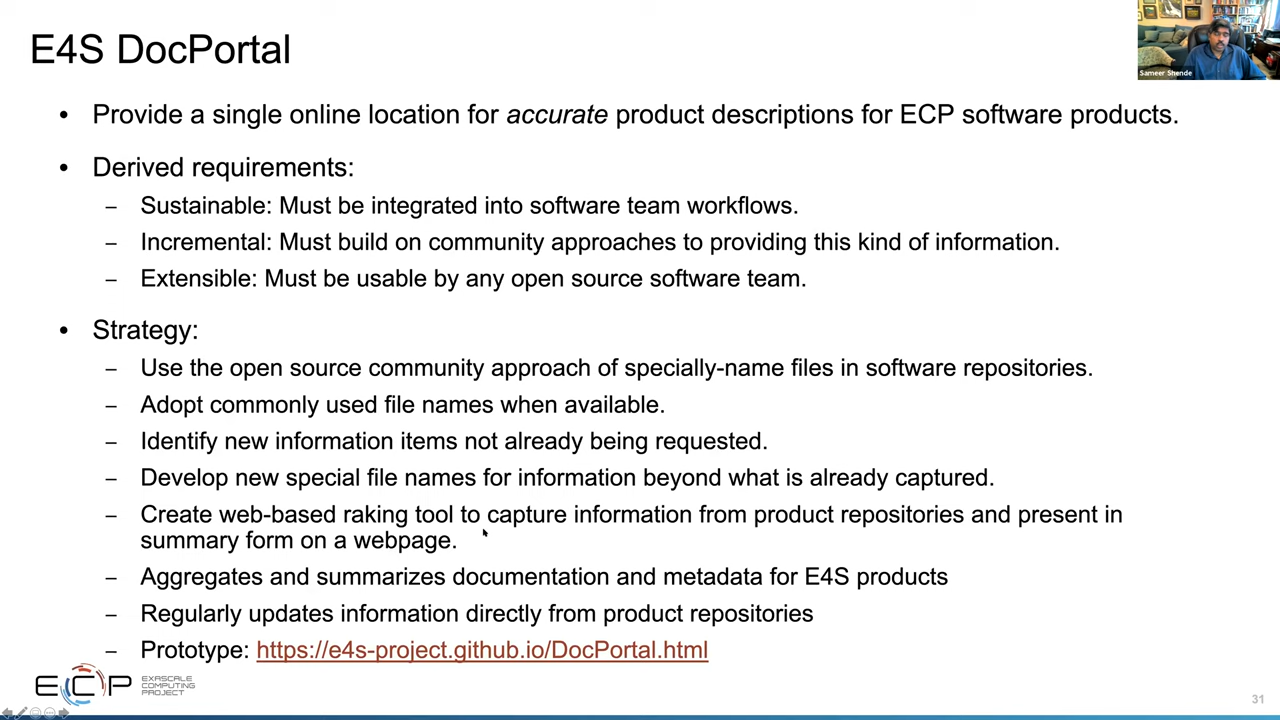 E4S DocPortal
Sameer Shende
• Provide a single online location for accurate product descriptions for ECP software products.
• Derived requirements:
– Sustainable: Must be integrated into software team workflows.
– Incremental: Must build on community approaches to providing this kind of information.
– Extensible: Must be usable by any open source software team.
• Strategy:
– Use the open source community approach of specially-name files in software repositories.
– Adopt commonly used file names when available.
– Identify new information items not already being requested.
– Develop new special file names for information beyond what is already captured.
– Create web-based raking tool to capture information from product repositories and present in
summary form on a webpage.
– Aggregates and summarizes documentation and metadata for E4S products
– Regularly updates information directly from product repositories
– Prototype: https://e4s-project.github.io/DocPortal.html
ECP
EXASCALE
COMPUTING
PROJECT
31